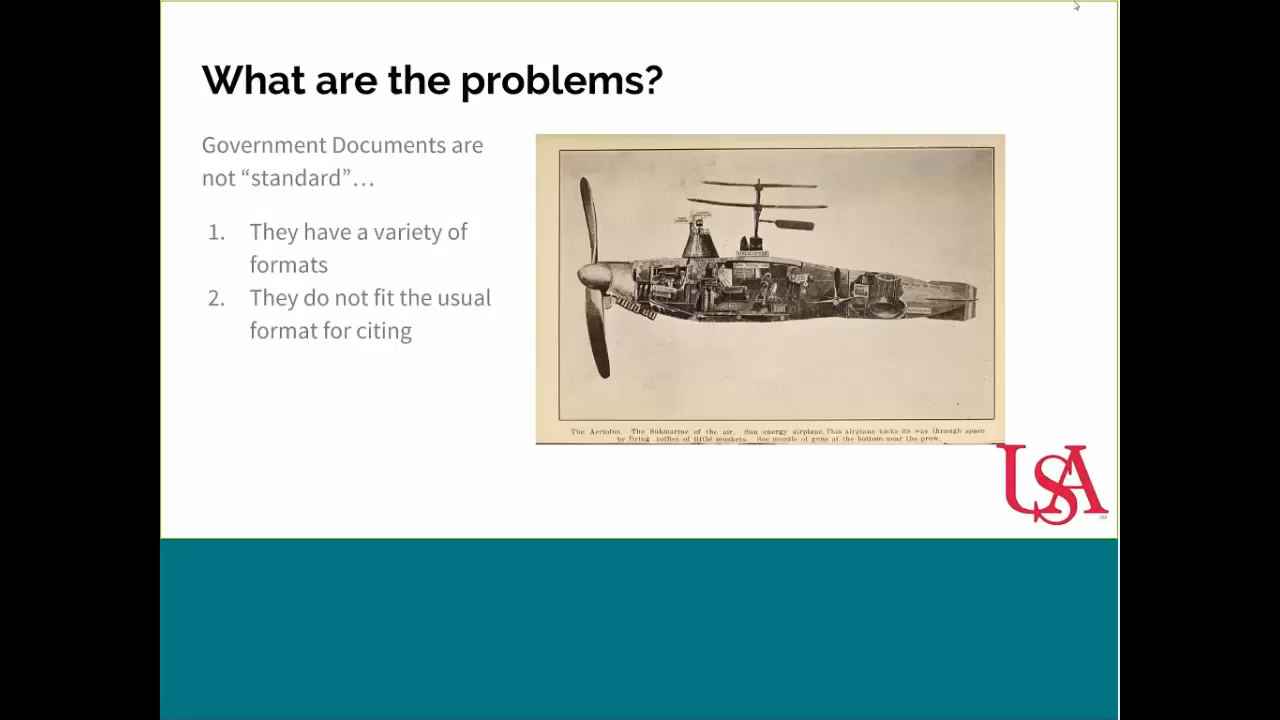 What are the problems?
Government Documents are
not “standard”…
1. They have a variety of
formats
2. They do not fit the usual
format for citing
The Aeriolus. The Submarine of the air. Sun energy airplane. This airplane kicks its way through space
by firing vollies of little muskets. See muzzle of guns at the bottom near the prow.
USA